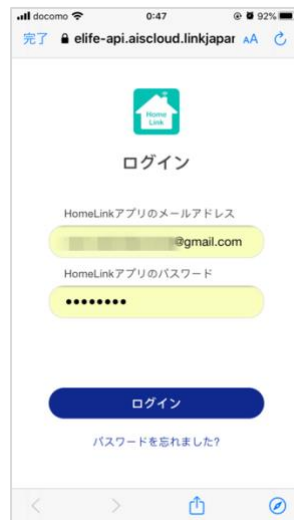 docomo 0:47 92%
完了 elife-api.aiscloud.linkjapar AA
Home
Link
ログイン
HomeLinkアプリのメールアドレス
@gmail.com
HomeLinkアプリのパスワード
ログイン
パスワードを忘れました?